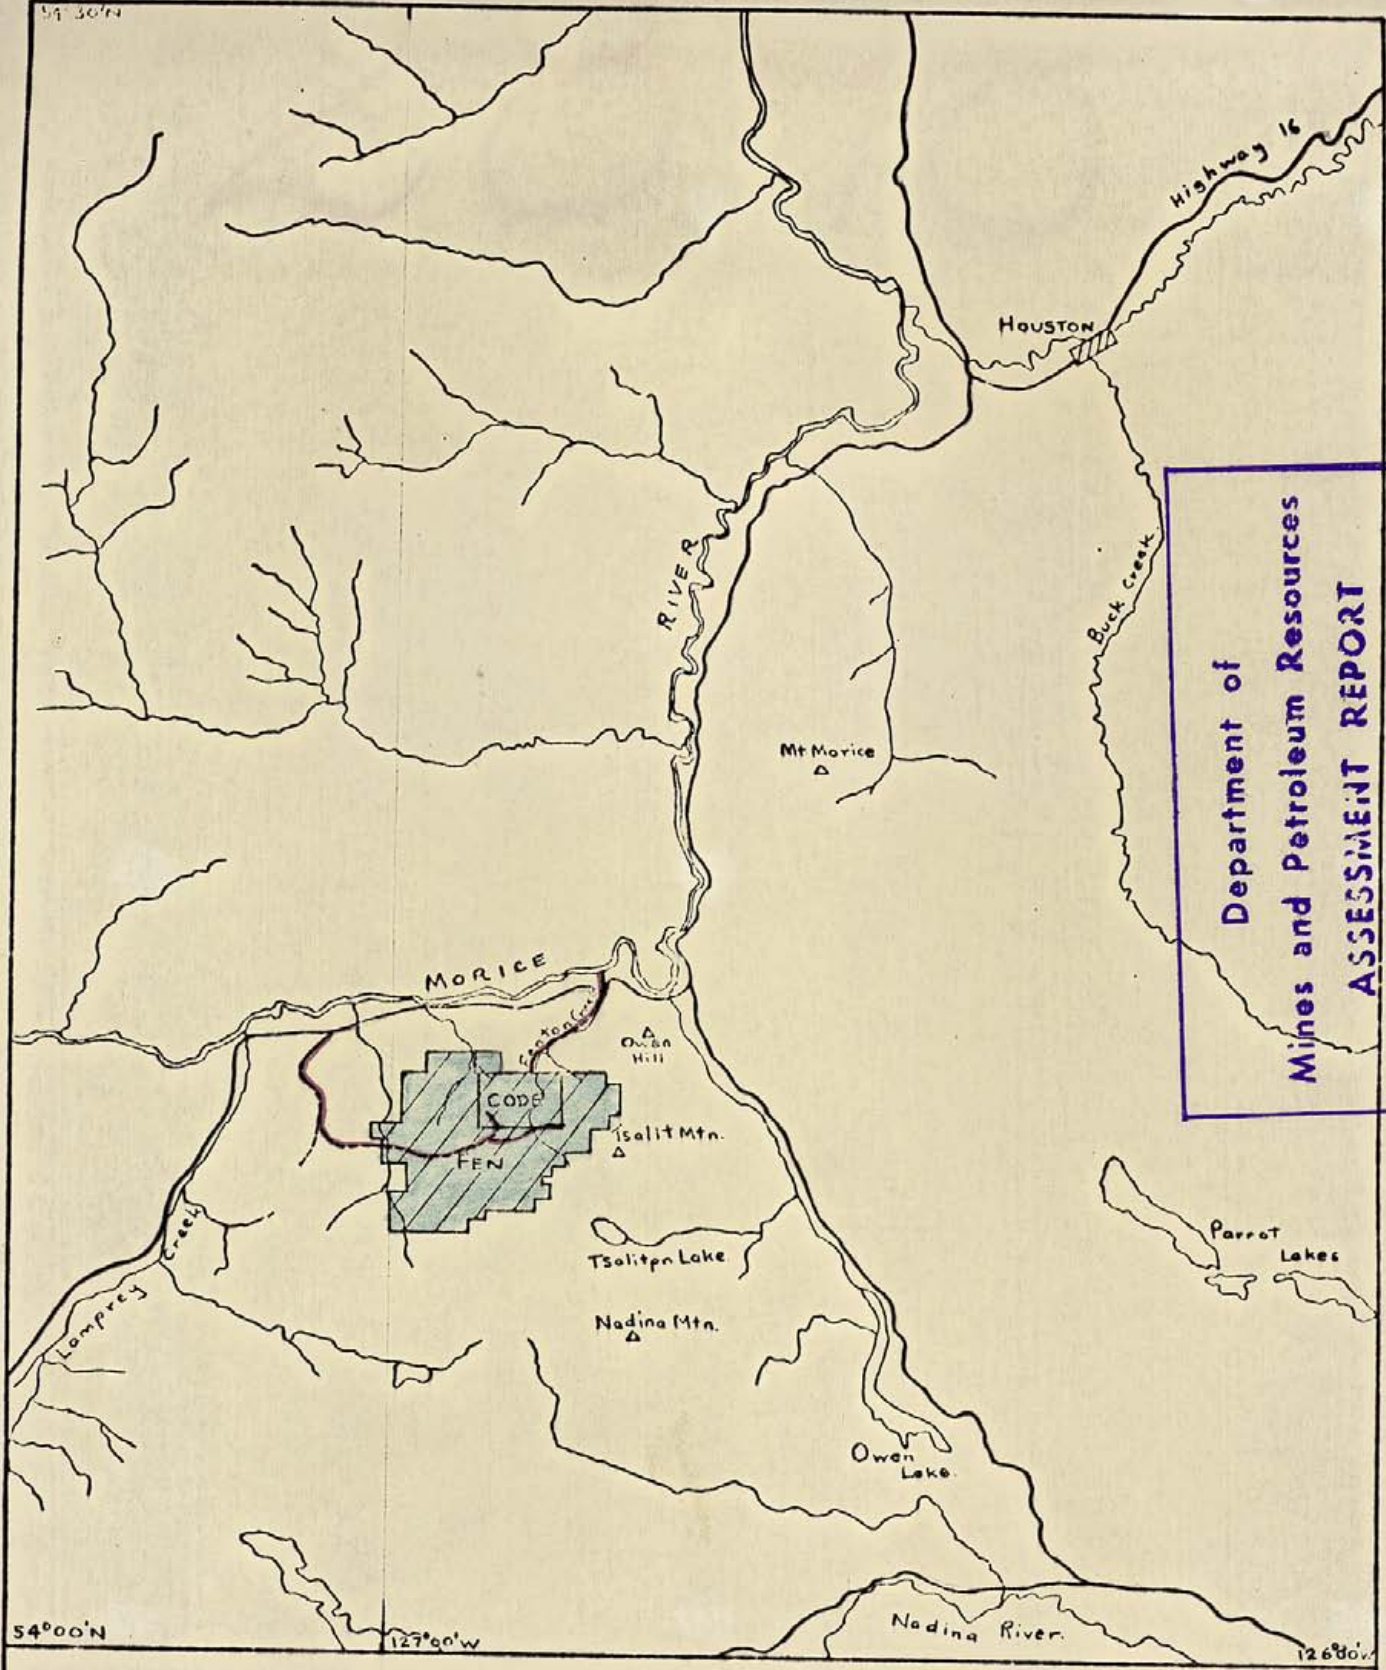 54°30'N
Highway 16
HOUSTON
RIVER
Buck Creek
Department of
Mines and Petroleum Resources
ASSESSMENT REPORT
Mt Morice
MORICE
Owen
Hill
CODE
Tsalit Mtn.
FEN
Creek
Lamprey
Tsalitpn Lake
Parrot
Lakes
Nadina Mtn.
Owen
Lake.
Nadina River.
54°00'N
127°00'W